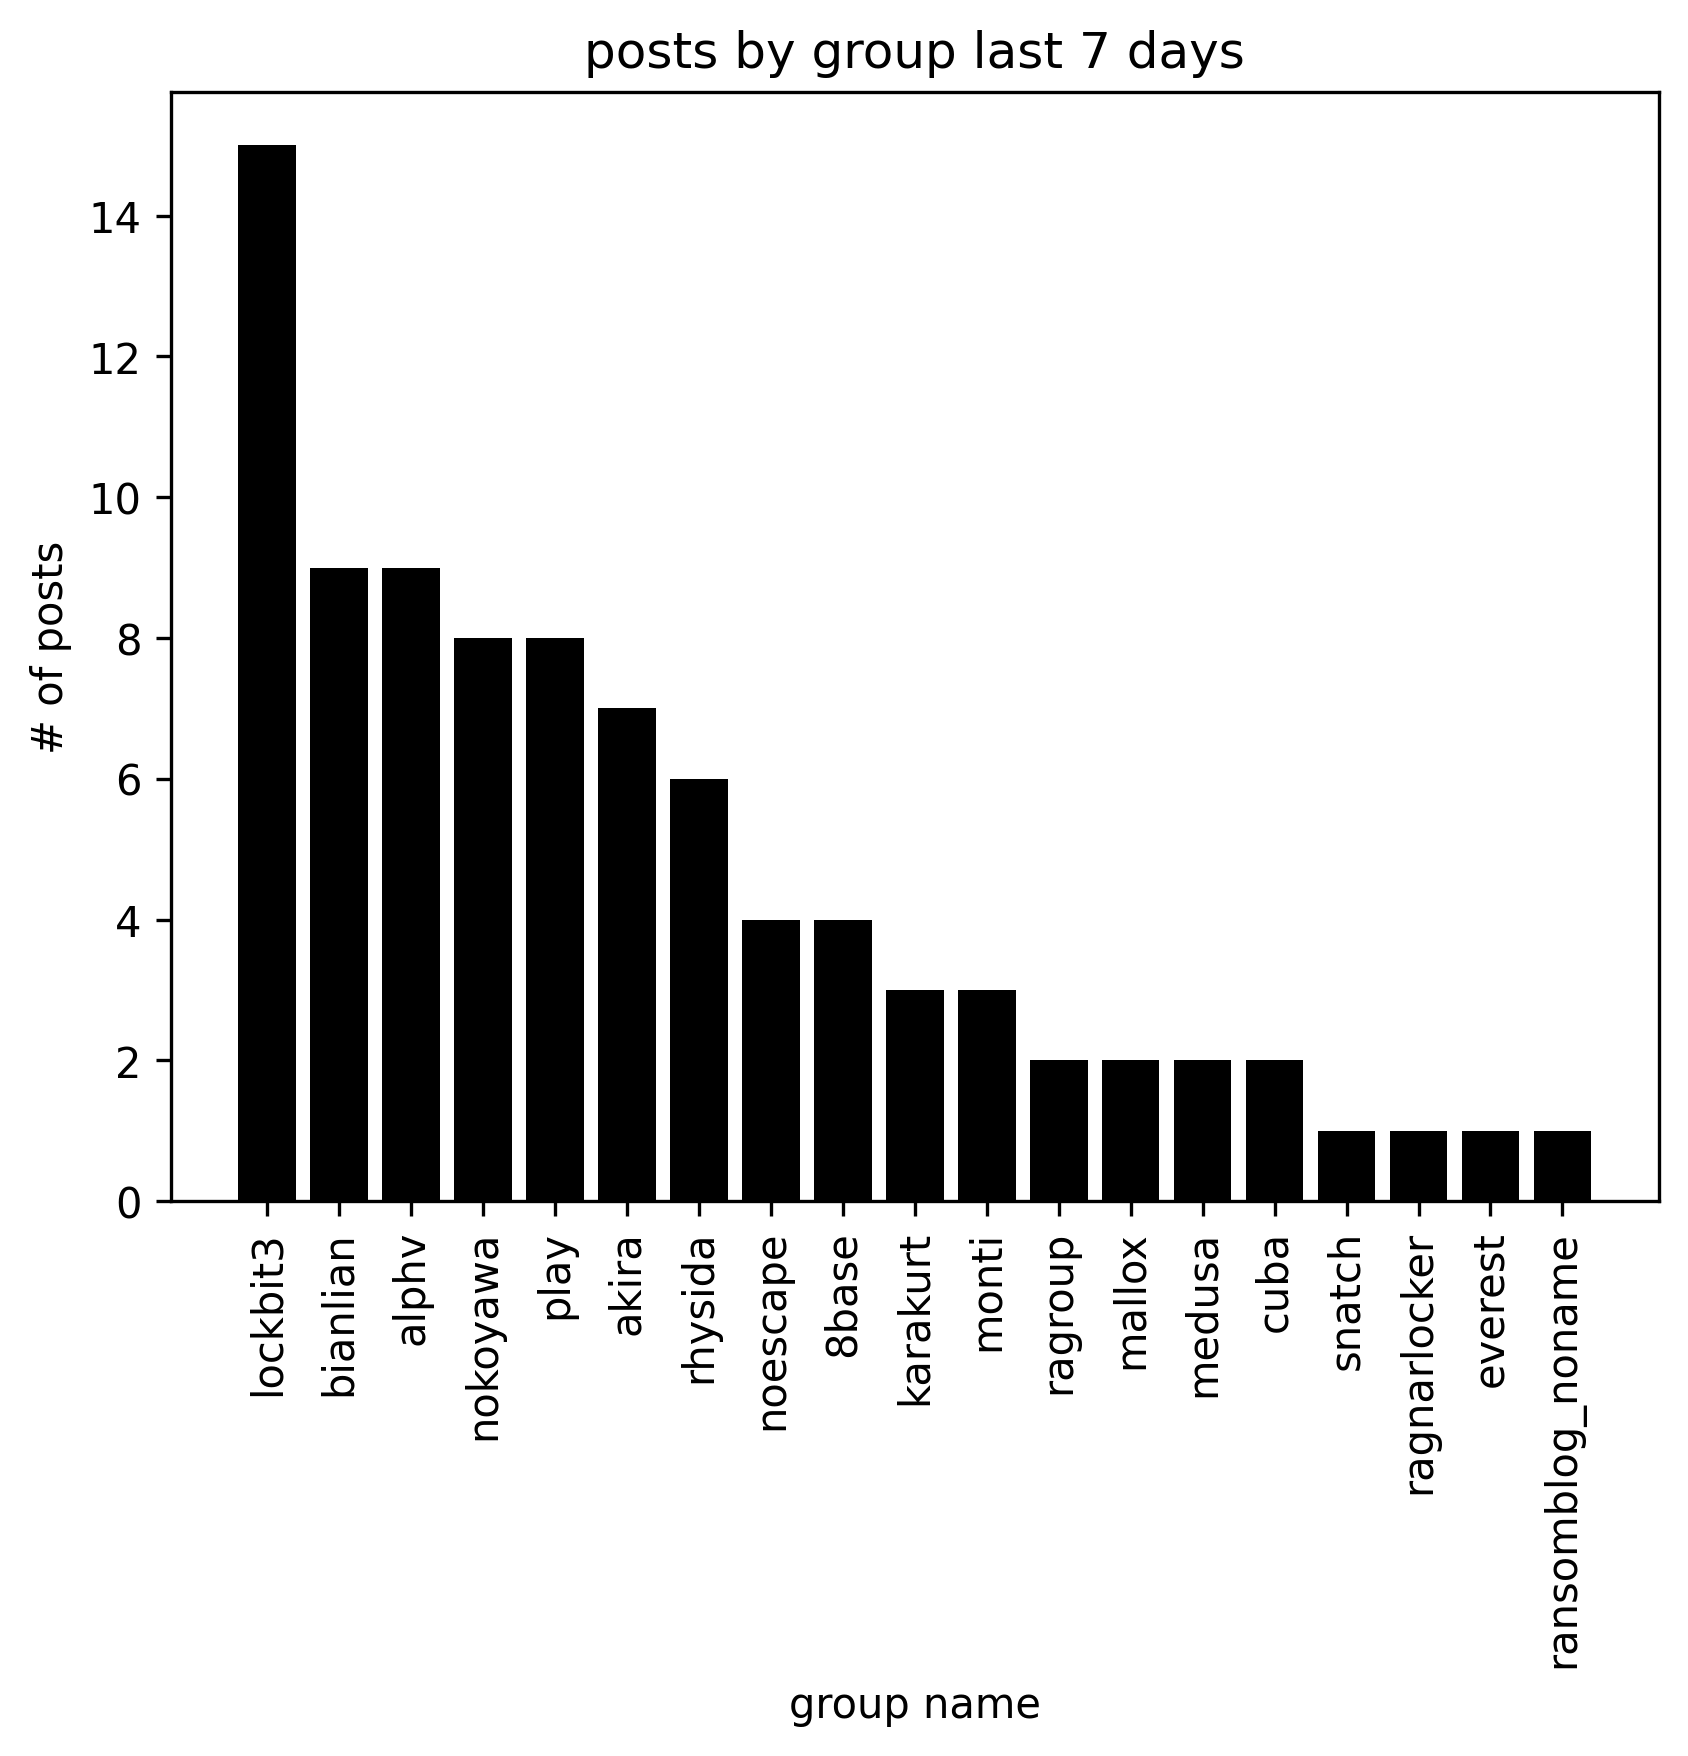 posts by group last 7 days
# of posts
14
12
10
8
6
4
2
0
lockbit3
bianlian
alphv
nokoyawa
play
akira
rhysida
noescape
8base
karakurt
monti
ragroup
mallox
medusa
cuba
snatch
ragnarlocker
everest
ransomblog_noname
group name